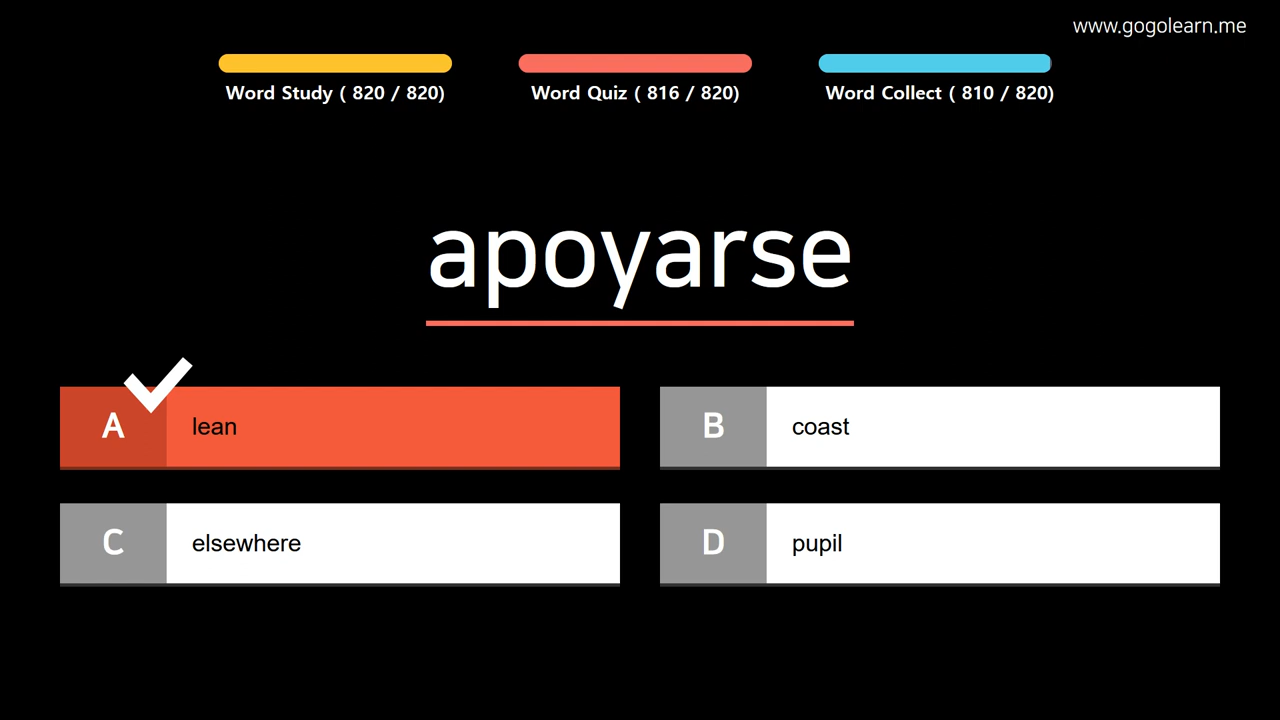 www.gogolearn.me
Word Study ( 820 / 820)
Word Quiz ( 816 / 820)
Word Collect ( 810 / 820)
apoyarse
A
lean
B
coast
C
elsewhere
D
pupil